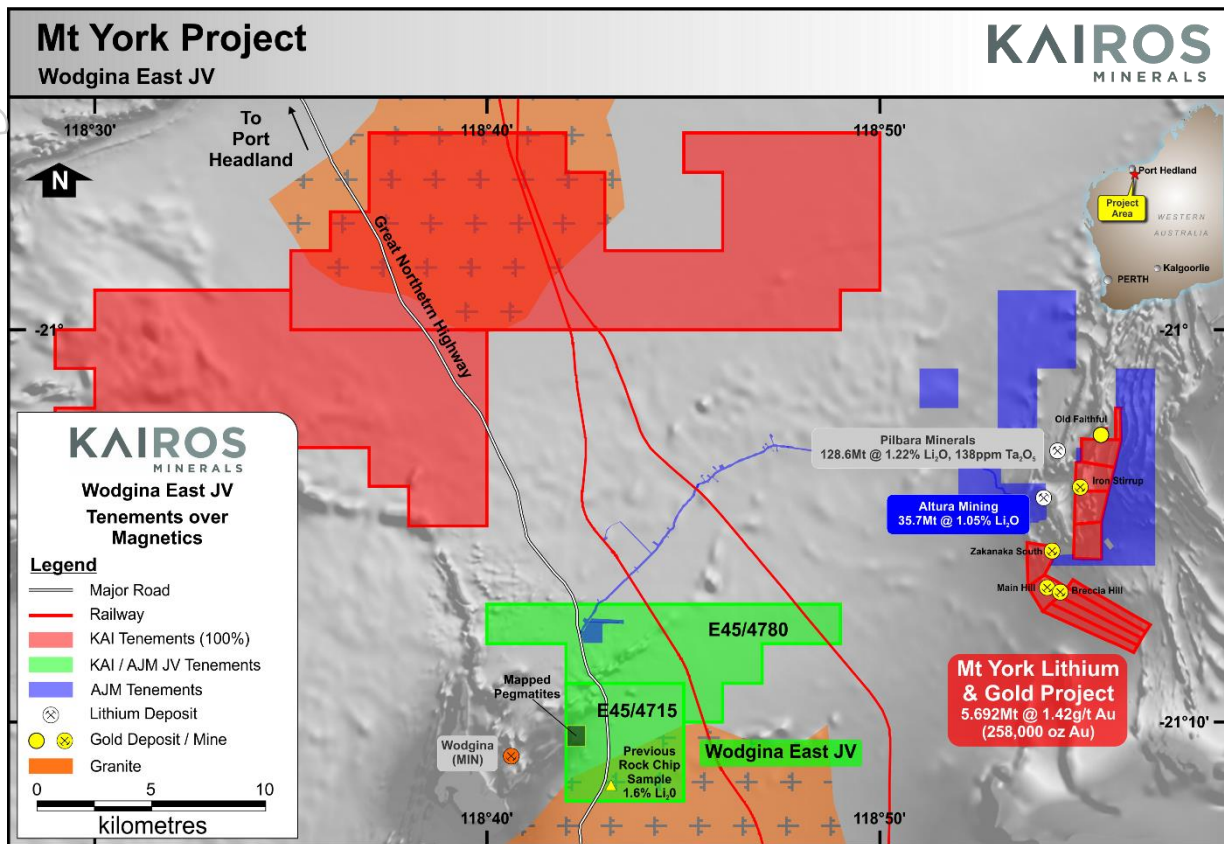 Mt York Project
Wodgina East JV
KAIROS
MINERALS
118°30'
118°40'
118°50'
To
Port
Headland
N
Great Northetrn Highway
Port Hedland
Project
Area
WESTERN
AUSTRALIA
Kalgoorlie
PERTH
-21°
-21°
Old Faithful
Pilbara Minerals
128.6Mt @ 1.22% Li₂O, 138ppm Ta₂O₅
Iron Stirrup
Altura Mining
35.7Mt @ 1.05% Li₂O
Zakanaka South
Main Hill
Breccia Hill
KAIROS
MINERALS
Wodgina East JV
Tenements over
Magnetics
Legend
Major Road
Railway
KAI Tenements (100%)
KAI / AJM JV Tenements
AJM Tenements
Lithium Deposit
Gold Deposit / Mine
Granite
0 5 10
kilometres
E45/4780
Mapped
Pegmatites
E45/4715
Wodgina
(MIN)
Previous
Rock Chip
Sample
1.6% Li₂0
Wodgina East JV
Mt York Lithium
& Gold Project
5.692Mt @ 1.42g/t Au
(258,000 oz Au)
-21°10'
118°40'
118°50'